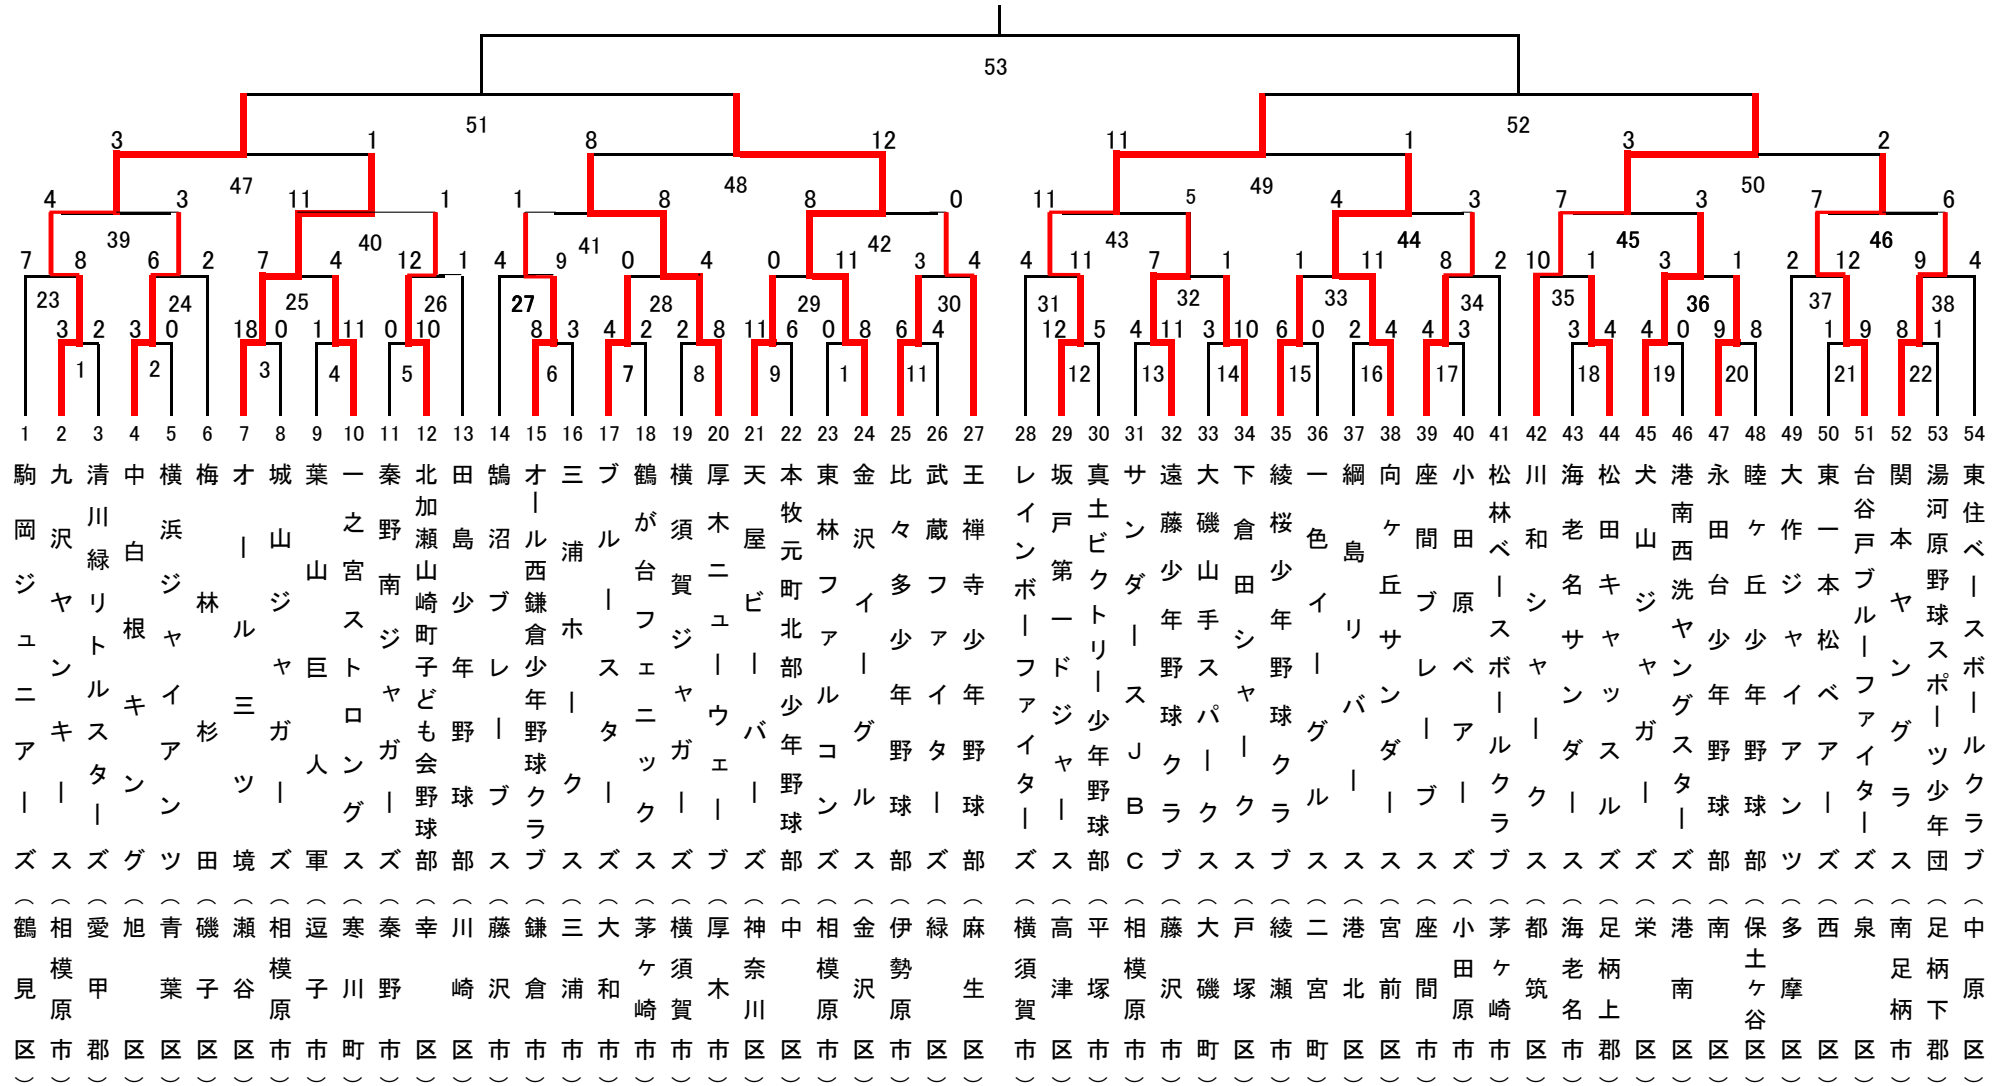 53
51
52
3 1 8 12 11 1 3 2
47 48 49 50
4 3 11 1 1 8 8 0 11 5 4 3 7 3 7 6
39 40 41 42 43 44 45 46
7 8 6 2 7 4 12 1 4 9 0 4 0 11 3 4 4 11 7 1 1 11 8 2 10 1 3 1 2 12 9 4
23 24 25 26 27 28 29 30 31 32 33 34 35 36 37 38
3 2 3 0 18 0 1 11 0 10 8 3 4 2 2 8 11 6 0 8 6 4 12 5 4 11 3 10 6 0 2 4 4 3 3 4 4 0 9 8 1 9 8 1
1 2 3 4 5 6 7 8 9 1 11 12 13 14 15 16 17 18 19 20 21 22
1 駒岡ジュニアーズ（鶴見区）
2 九沢ヤンキース（相模原市）
3 清川緑リトルスターズ（愛甲郡）
4 中白根キング（旭区）
5 横浜ジャイアンツ（青葉区）
6 梅林杉田（磯子区）
7 オール三ツ境（瀬谷区）
8 城山ジャガーズ（相模原市）
9 葉山巨人軍（逗子市）
10 一之宮ストロングス（寒川町）
11 秦野南ジャガーズ（秦野市）
12 北加瀬山崎町子ども会野球部（幸区）
13 田島少年野球部（川崎区）
14 鵠沼ブレーブス（藤沢市）
15 オール西鎌倉少年野球クラブ（鎌倉市）
16 三浦ホークス（三浦市）
17 ブルースターズ（大和市）
18 鶴が台フェニックス（茅ヶ崎市）
19 横須賀ジャガーズ（横須賀市）
20 厚木ニューウェーブ（厚木市）
21 天屋ビーバーズ（神奈川区）
22 本牧元町北部少年野球部（中区）
23 東林ファルコンズ（相模原市）
24 金沢イーグルス（金沢区）
25 比々多少年野球部（伊勢原市）
26 武蔵ファイターズ（緑区）
27 王禅寺少年野球部（麻生区）
28 レインボーファイターズ（横須賀市）
29 坂戸第一ドジャース（高津区）
30 真土ビクトリー少年野球部（平塚市）
31 サンダースＪＢＣ（相模原市）
32 遠藤少年野球クラブ（藤沢市）
33 大磯山手スパークス（大磯町）
34 下倉田シャークス（戸塚区）
35 綾桜少年野球クラブ（綾瀬市）
36 一色イーグルス（二宮町）
37 綱島リバース（港北区）
38 向ヶ丘サンダース（宮前区）
39 座間ブレーブス（座間市）
40 小田原ベアーズ（小田原市）
41 松林ベースボールクラブ（茅ヶ崎市）
42 川和シャークス（都筑区）
43 海老名サンダース（海老名市）
44 松田キャッスルズ（足柄上郡）
45 犬山ジャガーズ（栄区）
46 港南西洗ヤングスターズ（港南区）
47 永田台少年野球部（南区）
48 睦ヶ丘少年野球部（保土ヶ谷区）
49 大作ジャイアンツ（多摩区）
50 東一本松ベアーズ（西区）
51 台谷戸ブルーファイターズ（泉区）
52 関本ヤングラス（南足柄市）
53 湯河原野球スポーツ少年団（足柄下郡）
54 東住ベースボールクラブ（中原区）